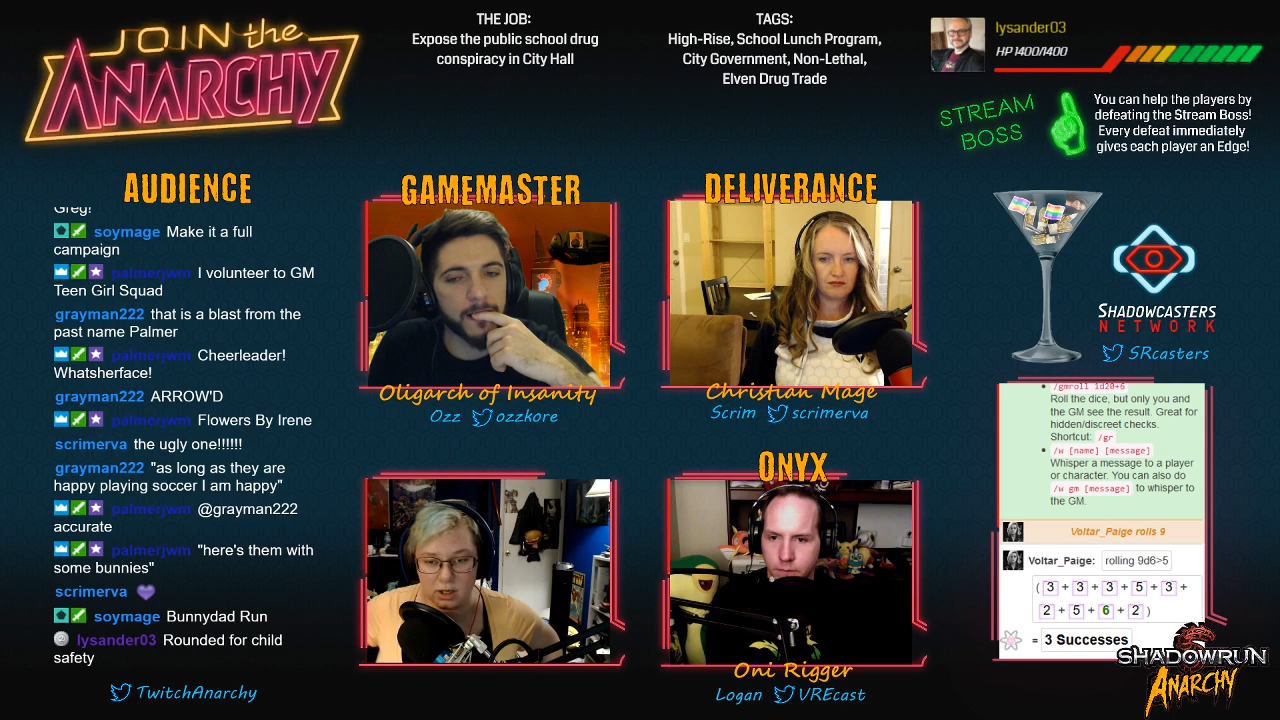 JOIN the
ANARCHY
THE JOB:
Expose the public school drug
conspiracy in City Hall
TAGS:
High-Rise, School Lunch Program,
City Government, Non-Lethal,
Elven Drug Trade
lysander03
HP 1400/1400
STREAM
BOSS
You can help the players by
defeating the Stream Boss!
Every defeat immediately
gives each player an Edge!
AUDIENCE
Greg!
soymage Make it a full
campaign
palmerjwm I volunteer to GM
Teen Girl Squad
grayman222 that is a blast from the
past name Palmer
palmerjwm Cheerleader!
Whatsherface!
grayman222 ARROW'D
palmerjwm Flowers By Irene
scrimerva the ugly one!!!!!!
grayman222 "as long as they are
happy playing soccer I am happy"
palmerjwm @grayman222
accurate
palmerjwm "here's them with
some bunnies"
scrimerva 💜
soymage Bunnydad Run
lysander03 Rounded for child
safety
TwitchAnarchy
GAMEMASTER
Oligarch of Insanity
Ozz ozzkore
DELIVERANCE
Christian Mage
Scrim scrimerva
ONYX
Oni Rigger
Logan VREcast
SHADOWCASTERS
NETWORK
SRcasters
/gmroll 1d20+6
Roll the dice, but only you and
the GM see the result. Great for
hidden/discreet checks.
Shortcut: /gr
/w [name] [message]
Whisper a message to a player
or character. You can also do
/w gm [message] to whisper to
the GM.
Voltar_Paige rolls 9
Voltar_Paige: rolling 9d6>5
( 3 + 3 + 3 + 5 + 3 +
2 + 5 + 6 + 2 )
= 3 Successes
SHADOWRUN
ANARCHY